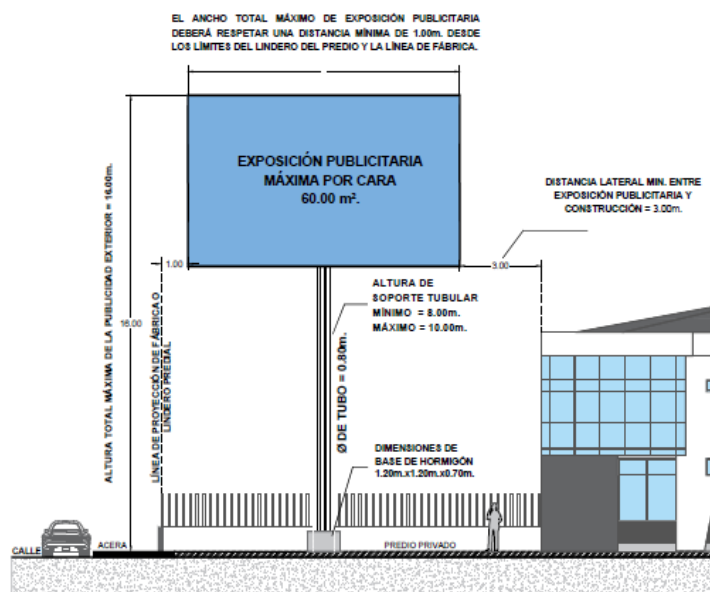 EL ANCHO TOTAL MÁXIMO DE EXPOSICIÓN PUBLICITARIA
DEBERÁ RESPETAR UNA DISTANCIA MÍNIMA DE 1.00m. DESDE
LOS LÍMITES DEL LINDERO DEL PREDIO Y LA LÍNEA DE FÁBRICA.
EXPOSICIÓN PUBLICITARIA
MÁXIMA POR CARA
60.00 m².
DISTANCIA LATERAL MIN. ENTRE
EXPOSICIÓN PUBLICITARIA Y
CONSTRUCCIÓN = 3.00m.
ALTURA TOTAL MÁXIMA DE LA PUBLICIDAD EXTERIOR = 16.00m.
16.00
1.00
3.00
LÍNEA DE PROYECCIÓN DE FÁBRICA O
LINDERO PREDIAL
ALTURA DE
SOPORTE TUBULAR
MÍNIMO = 8.00m.
MÁXIMO = 10.00m.
Ø DE TUBO = 0.80m.
DIMENSIONES DE
BASE DE HORMIGÓN
1.20m.x1.20m.x0.70m.
CALLE
ACERA
PREDIO PRIVADO